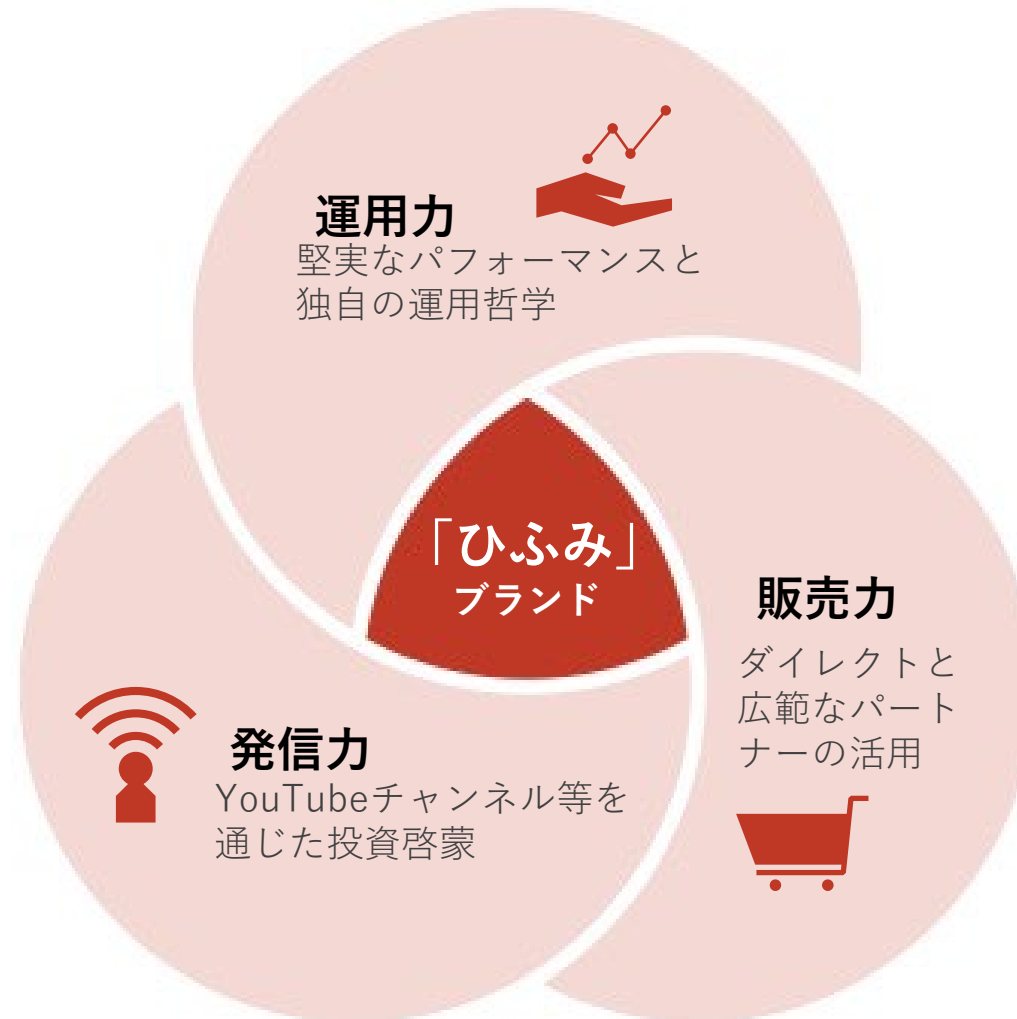 運用力
堅実なパフォーマンスと
独自の運用哲学
「ひふみ」
ブランド
販売力
ダイレクトと
広範なパート
ナーの活用
発信力
YouTubeチャンネル等を
通じた投資啓蒙